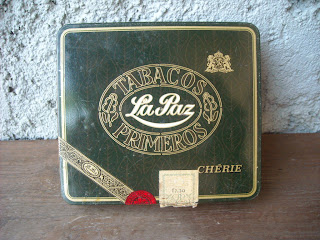 TABACOS
La Paz
PRIMEROS
CHÉRIE